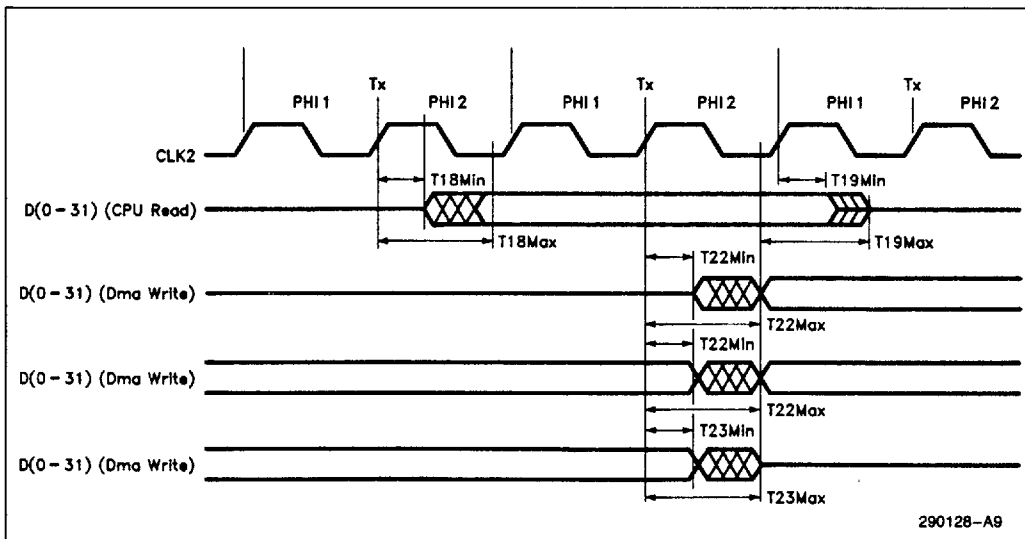 Tx Tx Tx
PHI 1 PHI 2 PHI 1 PHI 2 PHI 1 PHI 2
CLK2
T18Min T19Min
D(0-31) (CPU Read)
T18Max T19Max
T22Min
D(0-31) (Dma Write)
T22Max
T22Min
D(0-31) (Dma Write)
T22Max
T23Min
D(0-31) (Dma Write)
T23Max
290128-A9